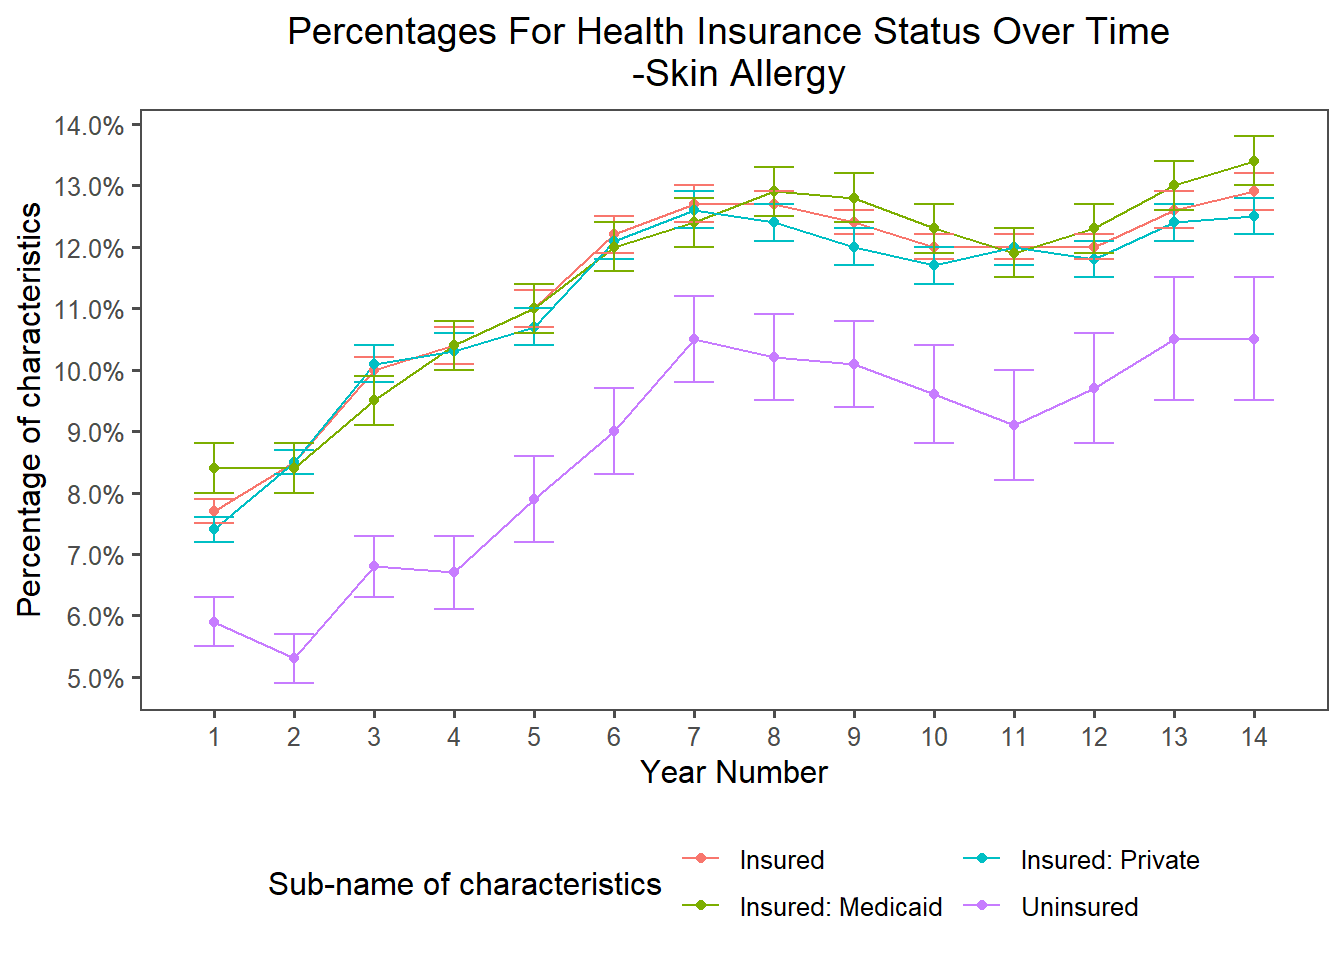 Percentages For Health Insurance Status Over Time
-Skin Allergy
Percentage of characteristics
14.0%
13.0%
12.0%
11.0%
10.0%
9.0%
8.0%
7.0%
6.0%
5.0%
1 2 3 4 5 6 7 8 9 10 11 12 13 14
Year Number
Sub-name of characteristics
Insured
Insured: Private
Insured: Medicaid
Uninsured